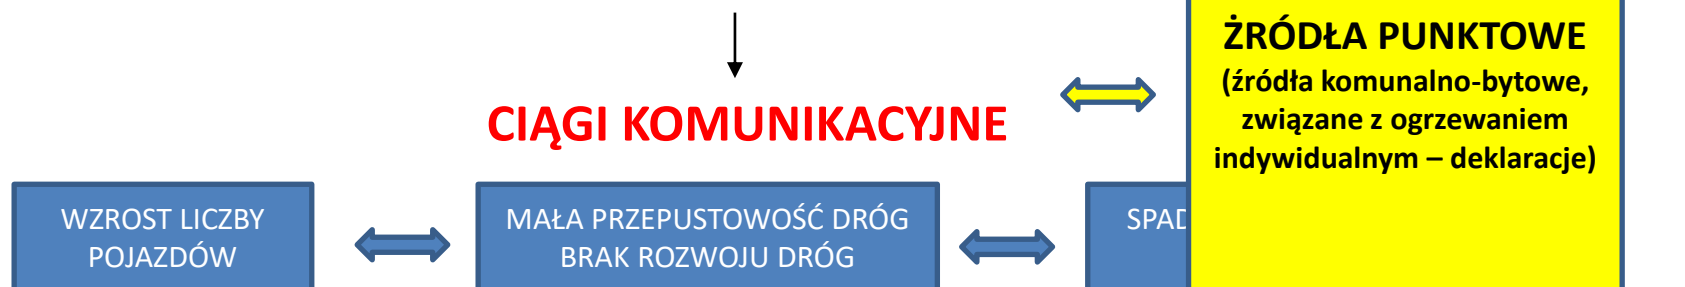 ŻRÓDŁA PUNKTOWE
(źródła komunalno-bytowe,
związane z ogrzewaniem
indywidualnym – deklaracje)
CIĄGI KOMUNIKACYJNE
WZROST LICZBY
POJAZDÓW
MAŁA PRZEPUSTOWOŚĆ DRÓG
BRAK ROZWOJU DRÓG